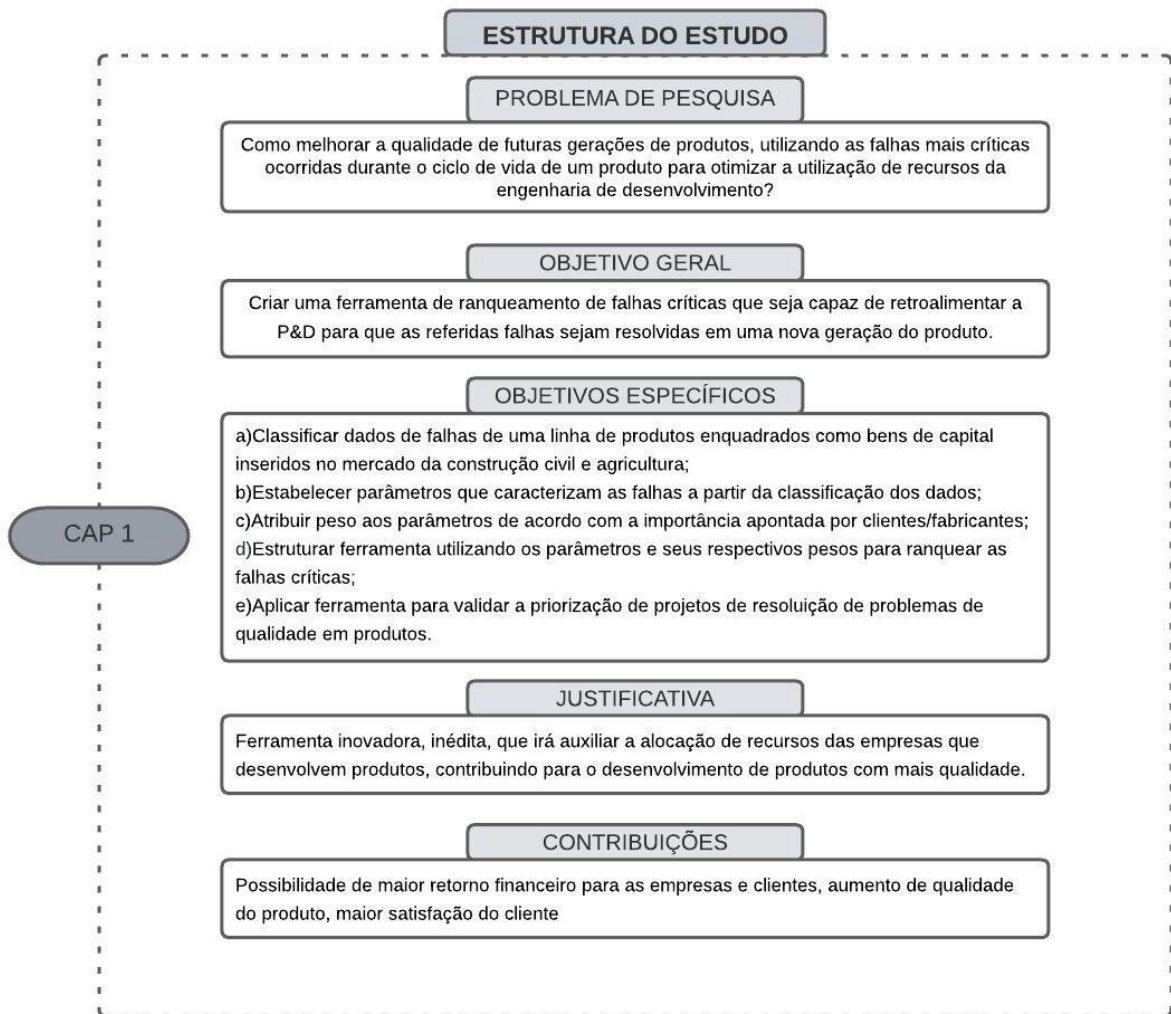 ESTRUTURA DO ESTUDO
PROBLEMA DE PESQUISA
Como melhorar a qualidade de futuras gerações de produtos, utilizando as falhas mais críticas
ocorridas durante o ciclo de vida de um produto para otimizar a utilização de recursos da
engenharia de desenvolvimento?
OBJETIVO GERAL
Criar uma ferramenta de ranqueamento de falhas críticas que seja capaz de retroalimentar a
P&D para que as referidas falhas sejam resolvidas em uma nova geração do produto.
OBJETIVOS ESPECÍFICOS
a)Classificar dados de falhas de uma linha de produtos enquadrados como bens de capital
inseridos no mercado da construção civil e agricultura;
b)Estabelecer parâmetros que caracterizam as falhas a partir da classificação dos dados;
c)Atribuir peso aos parâmetros de acordo com a importância apontada por clientes/fabricantes;
d)Estruturar ferramenta utilizando os parâmetros e seus respectivos pesos para ranquear as
falhas críticas;
e)Aplicar ferramenta para validar a priorização de projetos de resoluição de problemas de
qualidade em produtos.
CAP 1
JUSTIFICATIVA
Ferramenta inovadora, inédita, que irá auxiliar a alocação de recursos das empresas que
desenvolvem produtos, contribuindo para o desenvolvimento de produtos com mais qualidade.
CONTRIBUIÇÕES
Possibilidade de maior retorno financeiro para as empresas e clientes, aumento de qualidade
do produto, maior satisfação do cliente